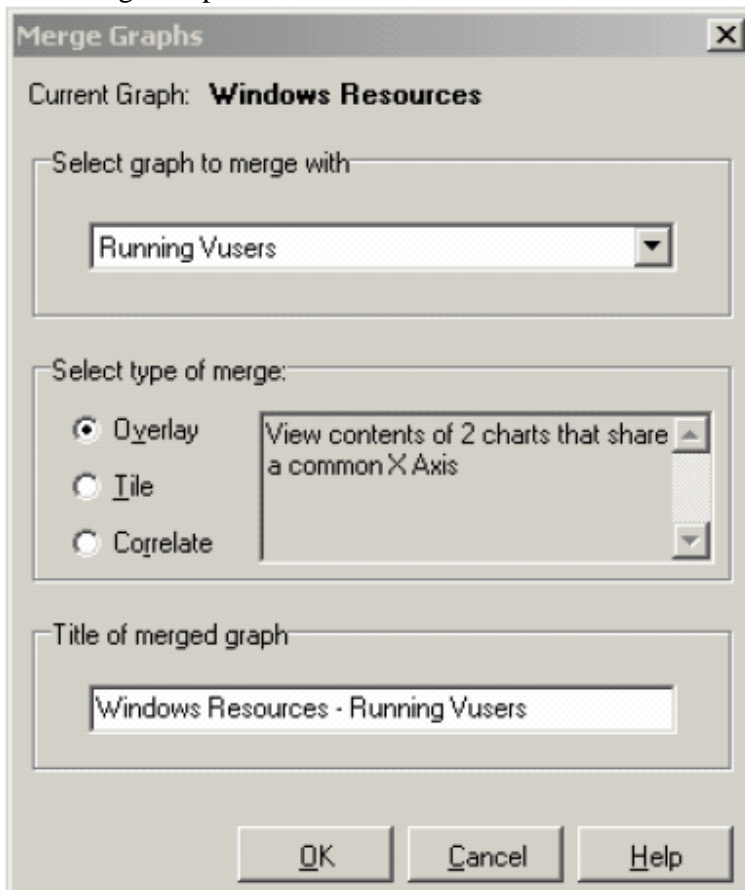 Merge Graphs
Current Graph: Windows Resources
Select graph to merge with
Running Vusers
Select type of merge:
Overlay
View contents of 2 charts that share
a common X Axis
Tile
Correlate
Title of merged graph
Windows Resources - Running Vusers
OK Cancel Help